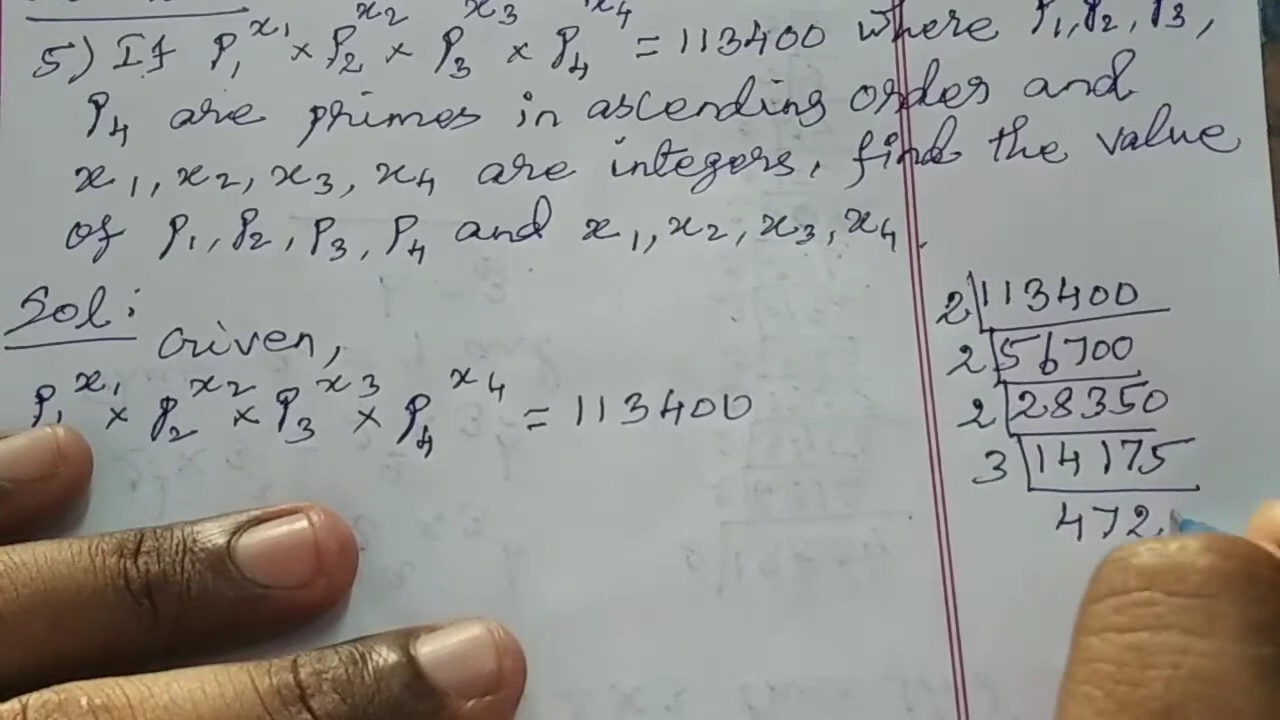 5) If p₁^x₁ × p₂^x₂ × p₃^x₃ × p₄^x₄ = 113400 where p₁, p₂, p₃,
p₄ are primes in ascending order and
x₁, x₂, x₃, x₄ are integers, find the value
of p₁, p₂, p₃, p₄ and x₁, x₂, x₃, x₄.
Sol:
Given,
p₁^x₁ × p₂^x₂ × p₃^x₃ × p₄^x₄ = 113400
2 113400
2 56700
2 28350
3 14175
472